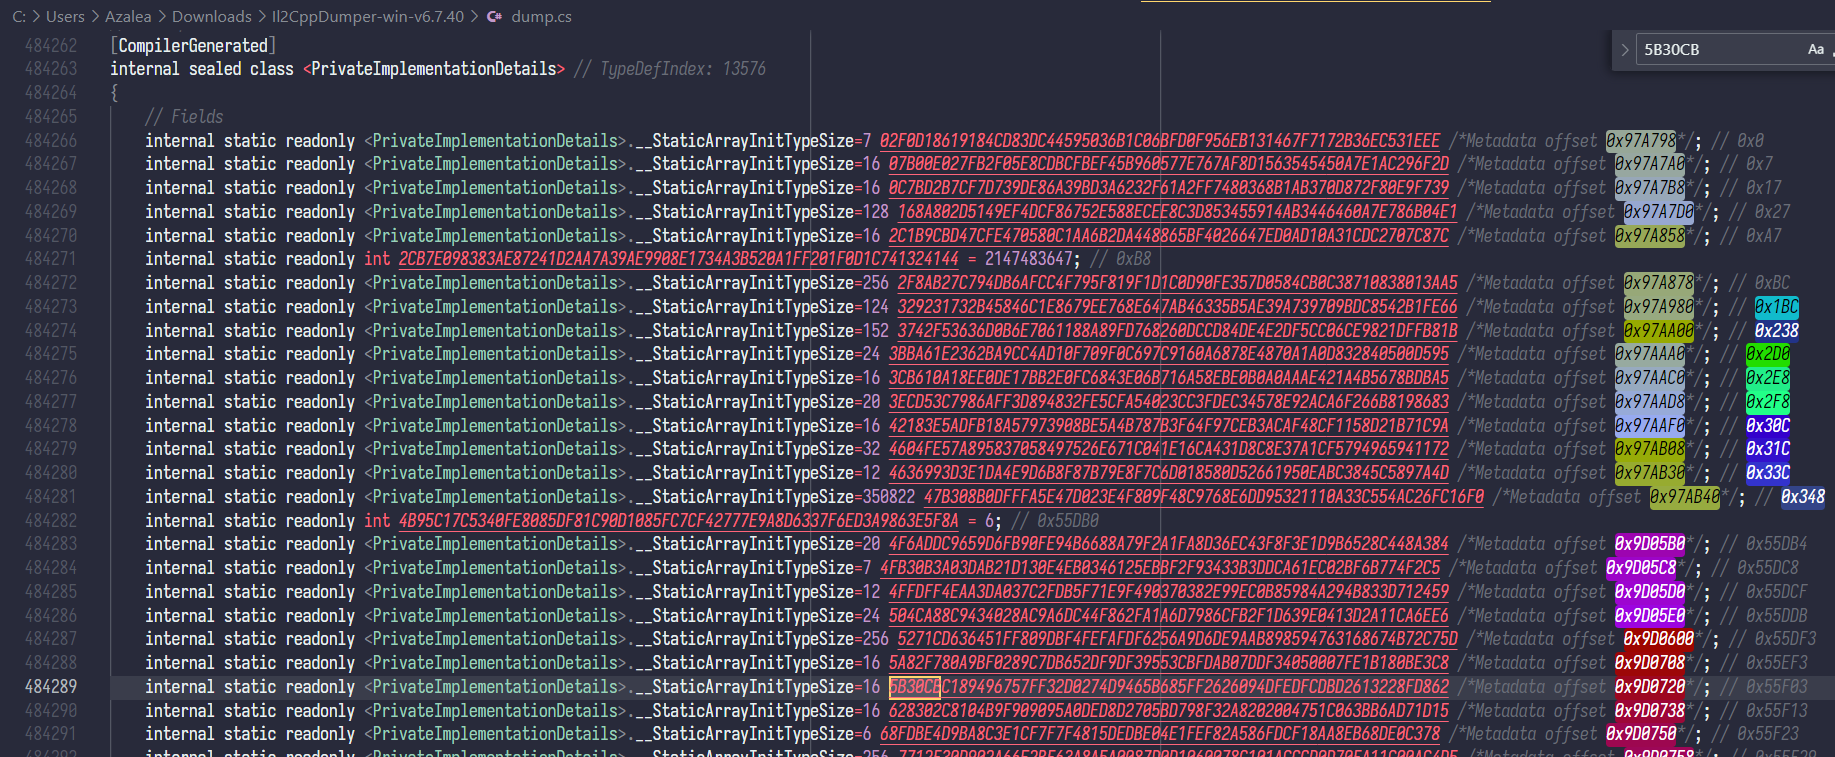 C: > Users > Azalea > Downloads > Il2CppDumper-win-v6.7.40 > dump.cs
5B30CB Aa
484262 [CompilerGenerated]
484263 internal sealed class <PrivateImplementationDetails> // TypeDefIndex: 13576
484264 {
484265 // Fields
484266 internal static readonly <PrivateImplementationDetails>.__StaticArrayInitTypeSize=7 02F0D18619184CD83DC44595036B1C06BFD0F956EB131467F7172B36EC531EEE /*Metadata offset 0x97A798*/; // 0x0
484267 internal static readonly <PrivateImplementationDetails>.__StaticArrayInitTypeSize=16 07B00E027FB2F05E8CDBCFBEF45B960577E767AF8D1563545450A7E1AC296F2D /*Metadata offset 0x97A7A0*/; // 0x7
484268 internal static readonly <PrivateImplementationDetails>.__StaticArrayInitTypeSize=16 0C7BD2B7CF7D739DE86A39BD3A6232F61A2FF7480368B1AB370D872F80E9F739 /*Metadata offset 0x97A7B8*/; // 0x17
484269 internal static readonly <PrivateImplementationDetails>.__StaticArrayInitTypeSize=128 168A802D5149EF4DCF86752E588ECEE8C3D853455914AB3446460A7E786B04E1 /*Metadata offset 0x97A7D0*/; // 0x27
484270 internal static readonly <PrivateImplementationDetails>.__StaticArrayInitTypeSize=16 2C1B9CBD47CFE470580C1AA6B2DA448865BF4026647ED0AD10A31CDC2707C87C /*Metadata offset 0x97A858*/; // 0xA7
484271 internal static readonly int 2CB7E098383AE87241D2AA7A39AE9908E1734A3B520A1FF201F0D1C741324144 = 2147483647; // 0xB8
484272 internal static readonly <PrivateImplementationDetails>.__StaticArrayInitTypeSize=256 2F8AB27C794DB6AFCC4F795F819F1D1C0D90FE357D0584CB0C38710838013AA5 /*Metadata offset 0x97A878*/; // 0xBC
484273 internal static readonly <PrivateImplementationDetails>.__StaticArrayInitTypeSize=124 329231732B45846C1E8679EE768E647AB46335B5AE39A739709BDC8542B1FE66 /*Metadata offset 0x97A980*/; // 0x1BC
484274 internal static readonly <PrivateImplementationDetails>.__StaticArrayInitTypeSize=152 3742F53636D0B6E7061188A89FD768260DCCD84DE4E2DF5CC06CE9821DFFB81B /*Metadata offset 0x97AA00*/; // 0x238
484275 internal static readonly <PrivateImplementationDetails>.__StaticArrayInitTypeSize=24 3BBA61E2362BA9CC4AD10F7D9F0C697C9160A6878E4870A1A0D832840500D595 /*Metadata offset 0x97AAA0*/; // 0x2D0
484276 internal static readonly <PrivateImplementationDetails>.__StaticArrayInitTypeSize=16 3CB610A18EE0DE17BB2E0FC6843E06B716A58EBE0B0A0AAAE421A4B5678BDBA5 /*Metadata offset 0x97AAC0*/; // 0x2E8
484277 internal static readonly <PrivateImplementationDetails>.__StaticArrayInitTypeSize=20 3ECD53C7986AFF3D894832FE5CFA54023CC3FDEC34578E92ACA6F266B8198683 /*Metadata offset 0x97AAD8*/; // 0x2F8
484278 internal static readonly <PrivateImplementationDetails>.__StaticArrayInitTypeSize=16 42183E5ADFB18A57973908BE5A4B787B3F64F97CEB3ACAF48CF1158D21B71C9A /*Metadata offset 0x97AAF0*/; // 0x30C
484279 internal static readonly <PrivateImplementationDetails>.__StaticArrayInitTypeSize=32 4604FE57A895837058497526E671C041E16CA431D8C8E37A1CF5794965941172 /*Metadata offset 0x97AB08*/; // 0x31C
484280 internal static readonly <PrivateImplementationDetails>.__StaticArrayInitTypeSize=12 4636993D3E1DA4E9D6B8F87B79E8F7C6D018580D52661950EABC3845C5897A4D /*Metadata offset 0x97AB30*/; // 0x33C
484281 internal static readonly <PrivateImplementationDetails>.__StaticArrayInitTypeSize=350822 47B308B0DFFFA5E47D023E4F809F48C9768E6DD95321110A33C554AC26FC16F0 /*Metadata offset 0x97AB40*/; // 0x348
484282 internal static readonly int 4B95C17C5340FE8085DF81C90D1085FC7CF42777E9A8D6337F6ED3A9863E5F8A = 6; // 0x55DB0
484283 internal static readonly <PrivateImplementationDetails>.__StaticArrayInitTypeSize=20 4F6ADDC9659D6FB90FE94B6688A79F2A1FA8D36EC43F8F3E1D9B6528C448A384 /*Metadata offset 0x9D05B0*/; // 0x55DB4
484284 internal static readonly <PrivateImplementationDetails>.__StaticArrayInitTypeSize=7 4FB30B3A03DAB21D130E4EB0346125EBBF2F93433B3DDCA61EC02BF6B774F2C5 /*Metadata offset 0x9D05C8*/; // 0x55DC8
484285 internal static readonly <PrivateImplementationDetails>.__StaticArrayInitTypeSize=12 4FFDFF4EAA3DA037C2FDB5F71E9F490370382E99EC0B85984A294B833D712459 /*Metadata offset 0x9D05D0*/; // 0x55DCF
484286 internal static readonly <PrivateImplementationDetails>.__StaticArrayInitTypeSize=24 504CA88C9434028AC9A6DC44F862FA1A6D7986CFB2F1D639E0413D2A11CA6EE6 /*Metadata offset 0x9D05E0*/; // 0x55DDB
484287 internal static readonly <PrivateImplementationDetails>.__StaticArrayInitTypeSize=256 5271CD636451FF809DBF4FEFAFDF6256A9D6DE9AAB898594763168674B72C75D /*Metadata offset 0x9D0600*/; // 0x55DF3
484288 internal static readonly <PrivateImplementationDetails>.__StaticArrayInitTypeSize=16 5A82F780A9BF0289C7DB652DF9DF39553CBFDAB07DDF34050007FE1B180BE3C8 /*Metadata offset 0x9D0708*/; // 0x55EF3
484289 internal static readonly <PrivateImplementationDetails>.__StaticArrayInitTypeSize=16 5B30CBC189496757FF32D0274D9465B685FF2626094DFEDFCDBD2613228FD862 /*Metadata offset 0x9D0720*/; // 0x55F03
484290 internal static readonly <PrivateImplementationDetails>.__StaticArrayInitTypeSize=16 628302C8104B9F909095A0DED8D2705BD798F32A8202004751C063BB6AD71D15 /*Metadata offset 0x9D0738*/; // 0x55F13
484291 internal static readonly <PrivateImplementationDetails>.__StaticArrayInitTypeSize=6 68FDBE4D9BA8C3E1CF7F7F4815DEDBE04E1FEF82A586FDCF18AA8EB68DE0C378 /*Metadata offset 0x9D0750*/; // 0x55F23
internal static readonly <PrivateImplementationDetails>.__StaticArrayInitTypeSize=256 /*Metadata offset